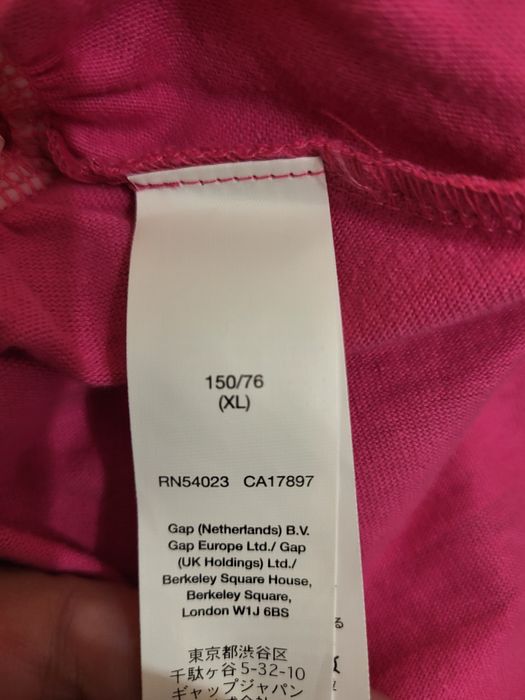 150/76
(XL)
RN54023 CA17897
Gap (Netherlands) B.V.
Gap Europe Ltd./ Gap
(UK Holdings) Ltd./
Berkeley Square House,
Berkeley Square,
London W1J 6BS
東京都渋谷区
千駄ヶ谷5-32-10
ギャップジャパン
る